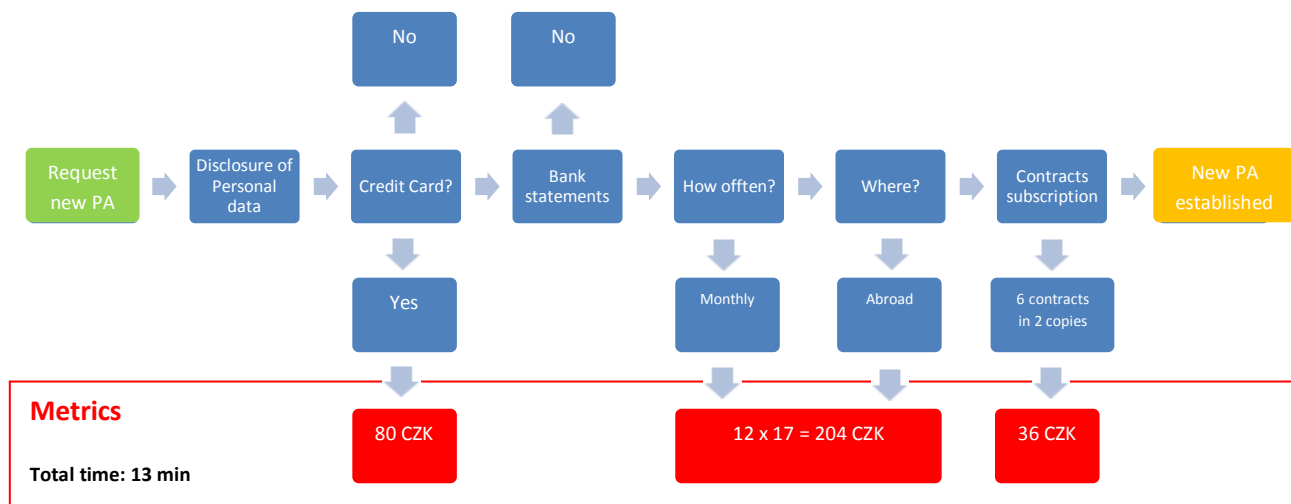 No
No
Request
new PA
Disclosure of
Personal
data
Credit Card?
Bank
statements
How offten?
Where?
Contracts
subscription
New PA
established
Yes
Monthly
Abroad
6 contracts
in 2 copies
Metrics
80 CZK
12 x 17 = 204 CZK
36 CZK
Total time: 13 min